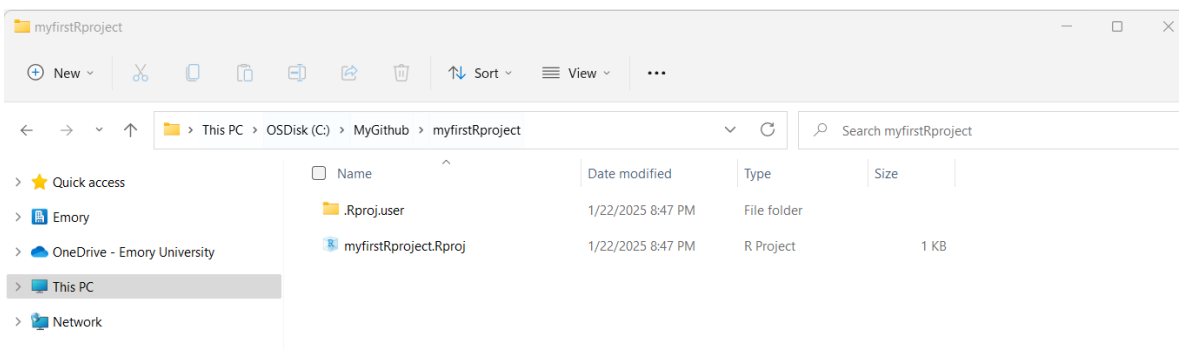 myfirstRproject
New Sort View
This PC > OSDisk (C:) > MyGithub > myfirstRproject Search myfirstRproject
Quick access
Emory
OneDrive - Emory University
This PC
Network
Name Date modified Type Size
.Rproj.user 1/22/2025 8:47 PM File folder
myfirstRproject.Rproj 1/22/2025 8:47 PM R Project 1 KB